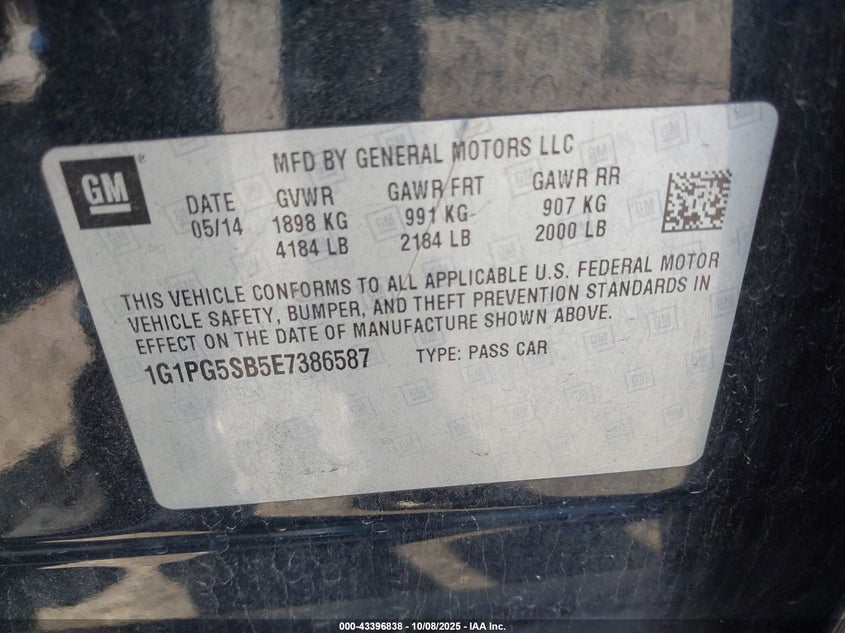 GM
®
MFD BY GENERAL MOTORS LLC
DATE GVWR GAWR FRT GAWR RR
05/14 1898 KG 991 KG 907 KG
4184 LB 2184 LB 2000 LB
THIS VEHICLE CONFORMS TO ALL APPLICABLE U.S. FEDERAL MOTOR
VEHICLE SAFETY, BUMPER, AND THEFT PREVENTION STANDARDS IN
EFFECT ON THE DATE OF MANUFACTURE SHOWN ABOVE.
1G1PG5SB5E7386587 TYPE: PASS CAR
000-43396838 - 10/08/2025 - IAA Inc.